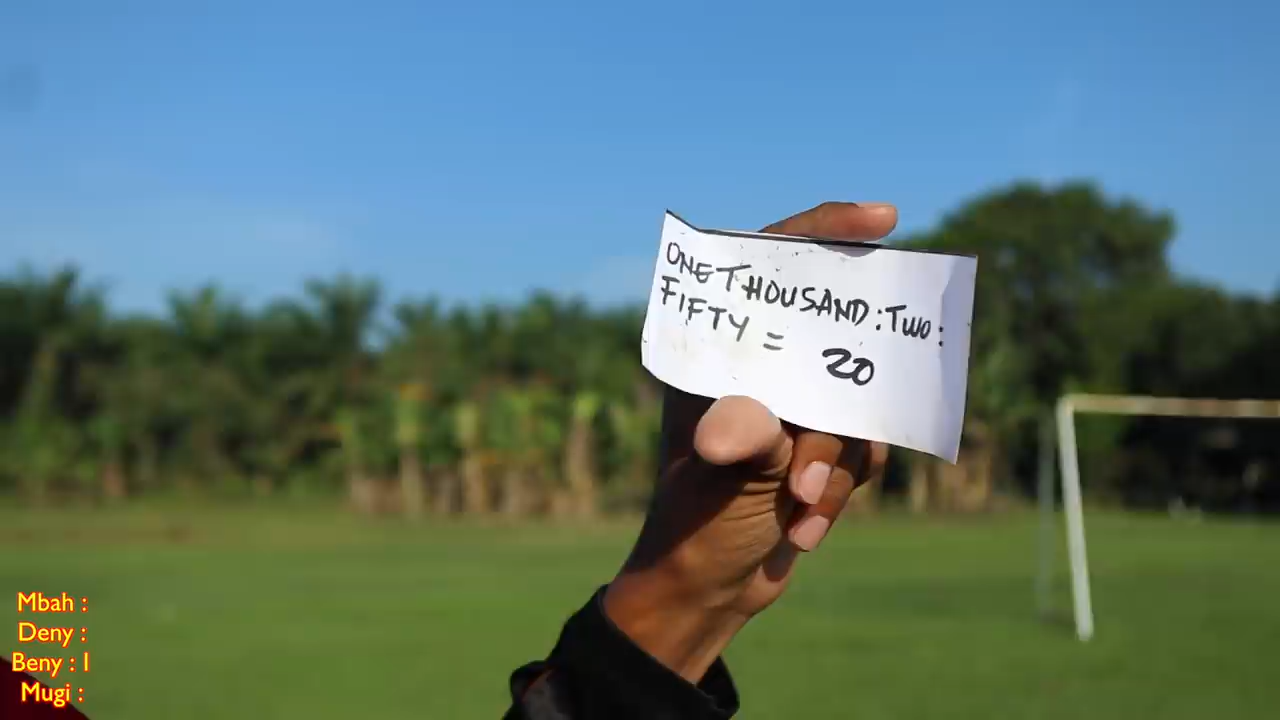 ONE THOUSAND : TWO :
FIFTY = 20
Mbah :
Deny :
Beny : 1
Mugi :